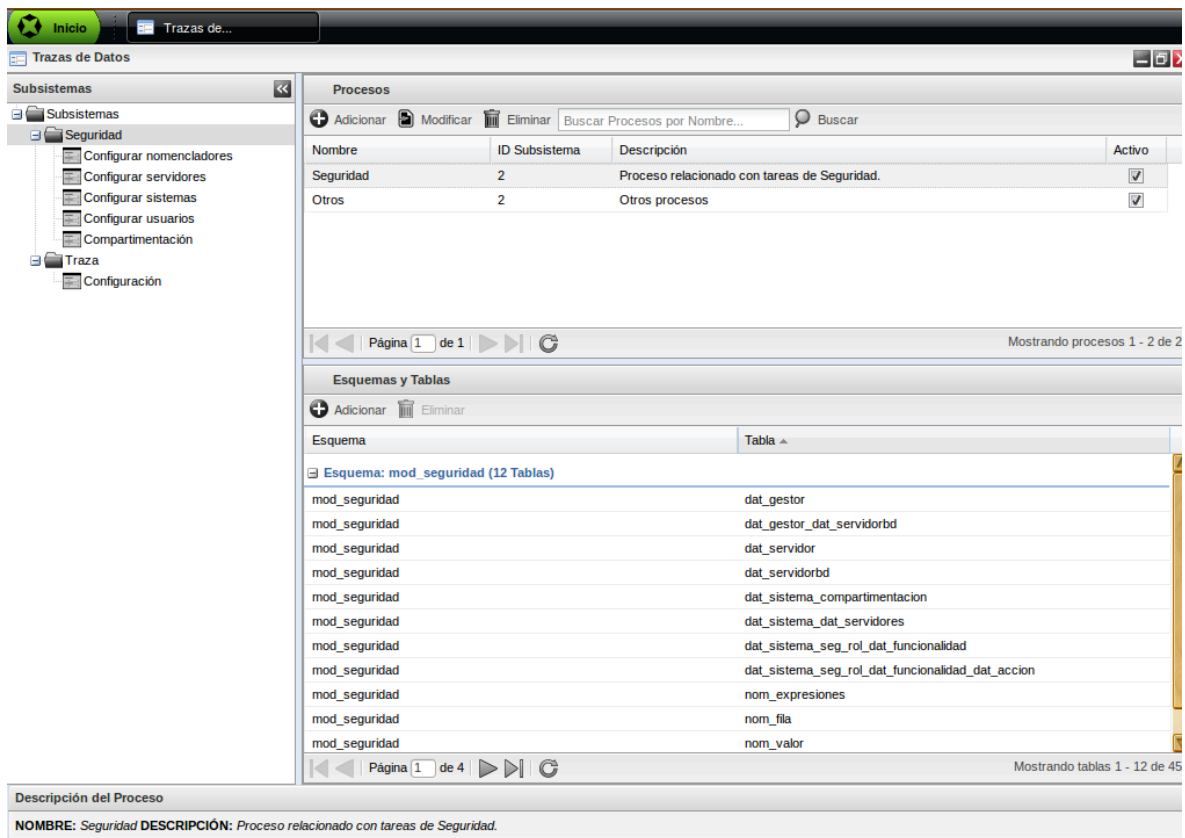 Inicio
Trazas de...
Trazas de Datos
Subsistemas
Subsistemas
Seguridad
Configurar nomencladores
Configurar servidores
Configurar sistemas
Configurar usuarios
Compartimentación
Traza
Configuración
Procesos
Adicionar Modificar Eliminar Buscar Procesos por Nombre... Buscar
Nombre ID Subsistema Descripción Activo
Seguridad 2 Proceso relacionado con tareas de Seguridad.
Otros 2 Otros procesos
Página 1 de 1 Mostrando procesos 1 - 2 de 2
Esquemas y Tablas
Adicionar Eliminar
Esquema Tabla
Esquema: mod_seguridad (12 Tablas)
mod_seguridad dat_gestor
mod_seguridad dat_gestor_dat_servidorbd
mod_seguridad dat_servidor
mod_seguridad dat_servidorbd
mod_seguridad dat_sistema_compartimentacion
mod_seguridad dat_sistema_dat_servidores
mod_seguridad dat_sistema_seg_rol_dat_funcionalidad
mod_seguridad dat_sistema_seg_rol_dat_funcionalidad_dat_accion
mod_seguridad nom_expresiones
mod_seguridad nom_fila
mod_seguridad nom_valor
Página 1 de 4 Mostrando tablas 1 - 12 de 45
Descripción del Proceso
NOMBRE: Seguridad DESCRIPCIÓN: Proceso relacionado con tareas de Seguridad.